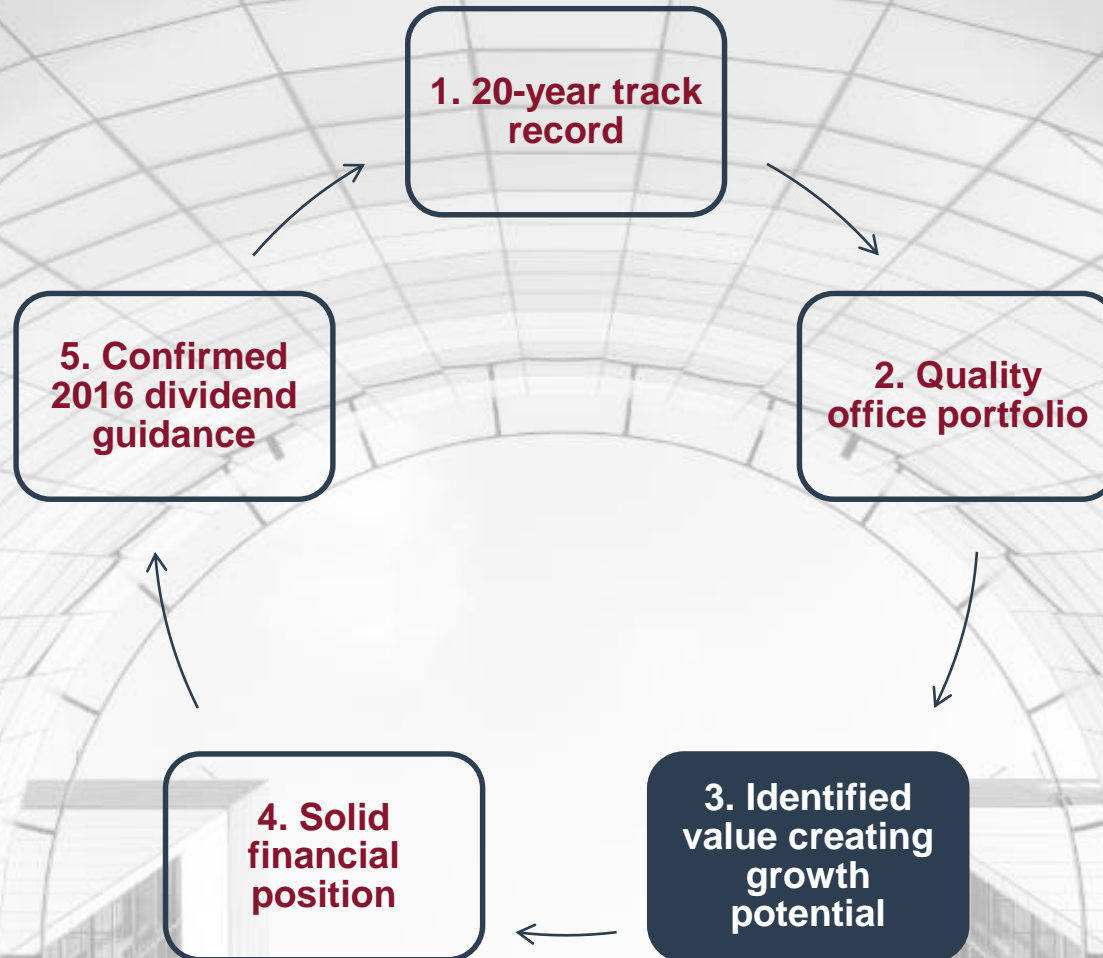 1. 20-year track
record
2. Quality
office portfolio
3. Identified
value creating
growth
potential
4. Solid
financial
position
5. Confirmed
2016 dividend
guidance